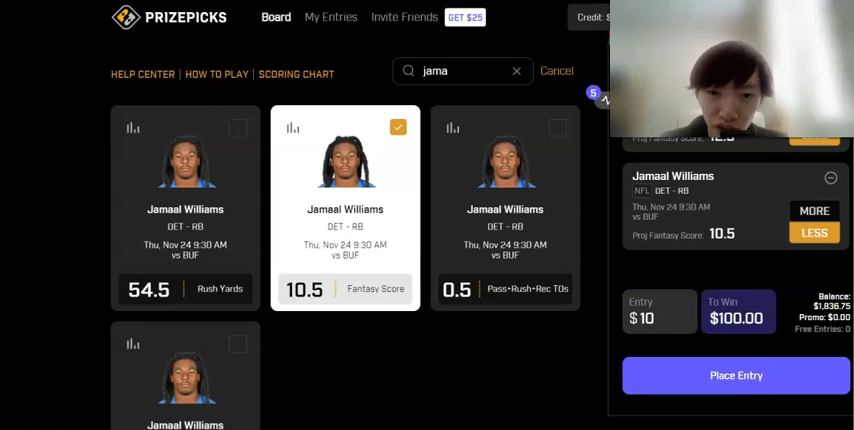 PRIZEPICKS
Board
My Entries
Invite Friends
GET $25
Credit: $
HELP CENTER | HOW TO PLAY | SCORING CHART
jama
Cancel
5
Jamaal Williams
DET - RB
Thu, Nov 24 9:30 AM
vs BUF
54.5
Rush Yards
Jamaal Williams
DET - RB
Thu, Nov 24 9:30 AM
vs BUF
10.5
Fantasy Score
Jamaal Williams
DET - RB
Thu, Nov 24 9:30 AM
vs BUF
0.5
Pass+Rush+Rec TDs
Jamaal Williams
Proj Fantasy Score:
Jamaal Williams
NFL DET - RB
Thu, Nov 24 9:30 AM
vs BUF
Proj Fantasy Score: 10.5
MORE
LESS
Entry
$10
To Win
$100.00
Balance:
$1,836.75
Promo: $0.00
Free Entries: 0
Place Entry